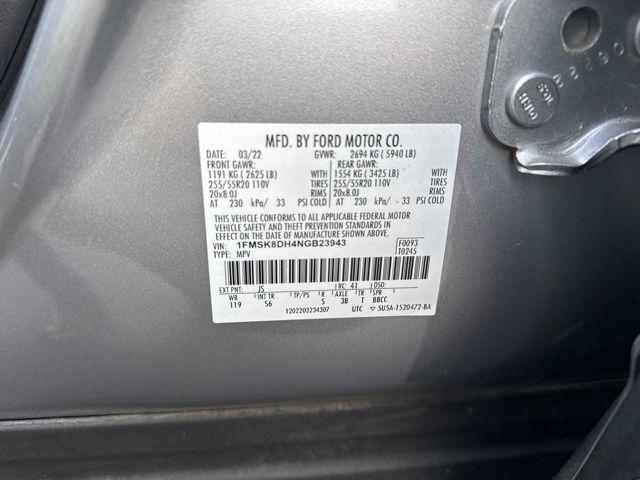 MFD. BY FORD MOTOR CO.
DATE: 03/22 GVWR: 2694 KG ( 5940 LB)
FRONT GAWR: REAR GAWR:
1191 KG ( 2625 LB) WITH 1554 KG ( 3425 LB) WITH
255/55R20 110V TIRES 255/55R20 110V TIRES
20x8.0J RIMS 20x8.0J RIMS
AT 230 kPa/ 33 PSI COLD AT 230 kPa/ 33 PSI COLD
THIS VEHICLE CONFORMS TO ALL APPLICABLE FEDERAL MOTOR
VEHICLE SAFETY AND THEFT PREVENTION STANDARDS IN
EFFECT ON THE DATE OF MANUFACTURE SHOWN ABOVE.
VIN: 1FMSK8DH4NGB23943 F0093
TYPE: MPV T0245
EXT PNT: JS RC: 41
WB INT TR TP/PS R AXLE TR SPR
119 S6 S 3B T BBCC
1202203234307 UTC ▽ 5U5A-1520472-BA